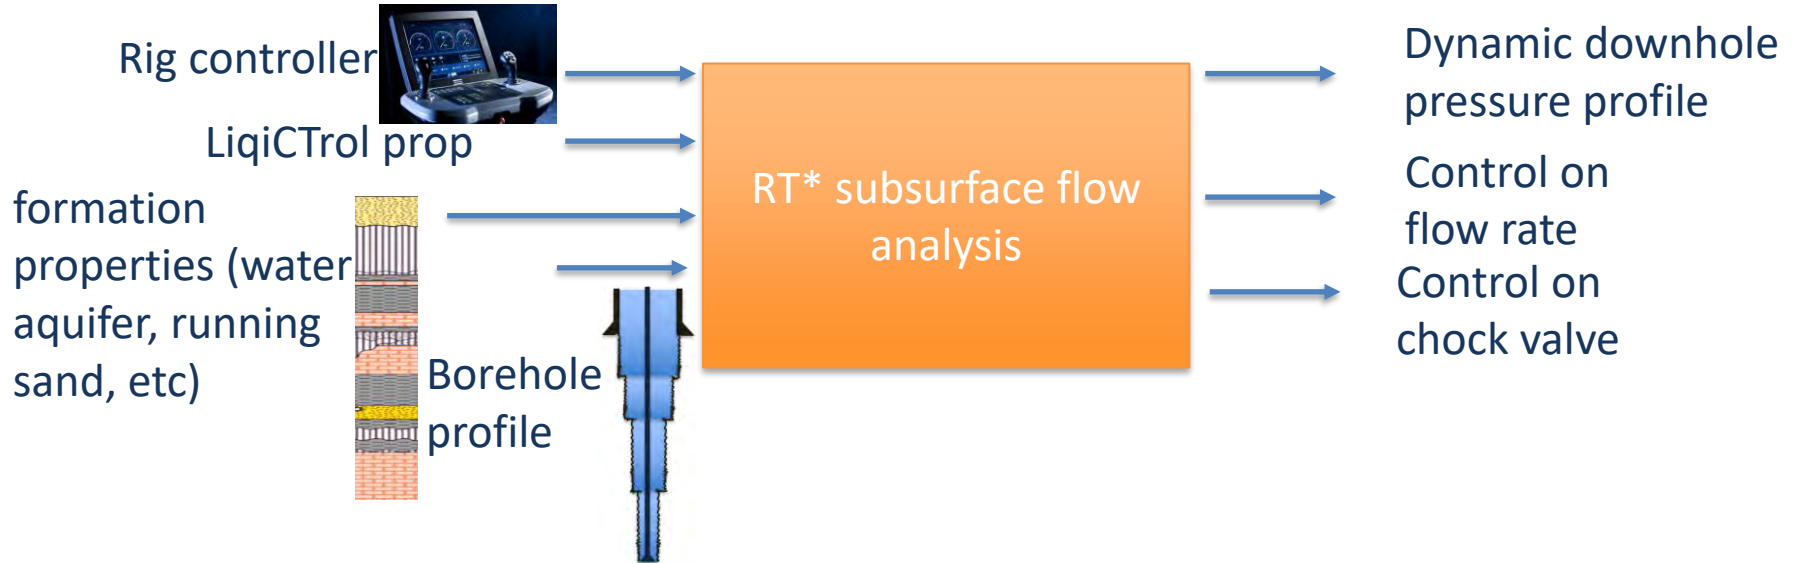 Rig controller
LiqiCTrol prop
formation
properties (water
aquifer, running
sand, etc)
Borehole
profile
RT* subsurface flow
analysis
Dynamic downhole
pressure profile
Control on
flow rate
Control on
chock valve